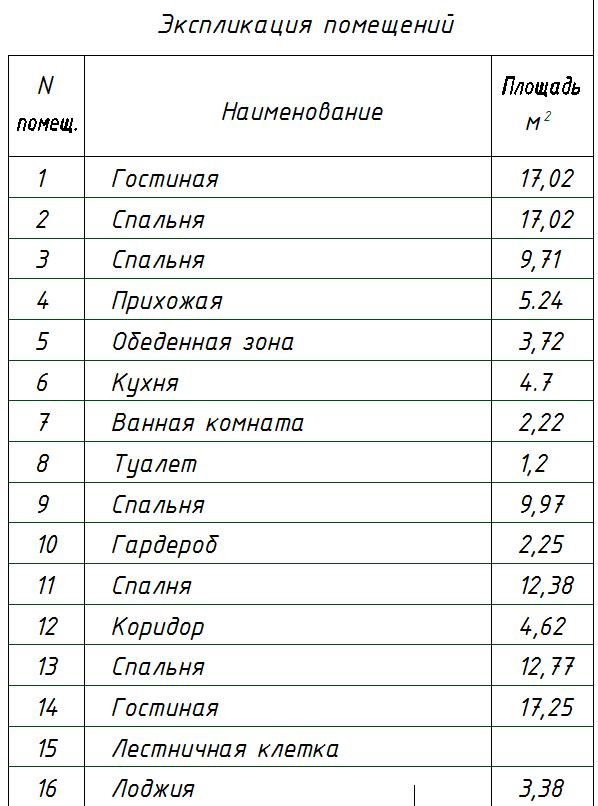 Экспликация помещений
N помещ. Наименование Площадь м²
1 Гостиная 17,02
2 Спальня 17,02
3 Спальня 9,71
4 Прихожая 5.24
5 Обеденная зона 3,72
6 Кухня 4.7
7 Ванная комната 2,22
8 Туалет 1,2
9 Спальня 9,97
10 Гардероб 2,25
11 Спалня 12,38
12 Коридор 4,62
13 Спальня 12,77
14 Гостиная 17,25
15 Лестничная клетка
16 Лоджия 3,38